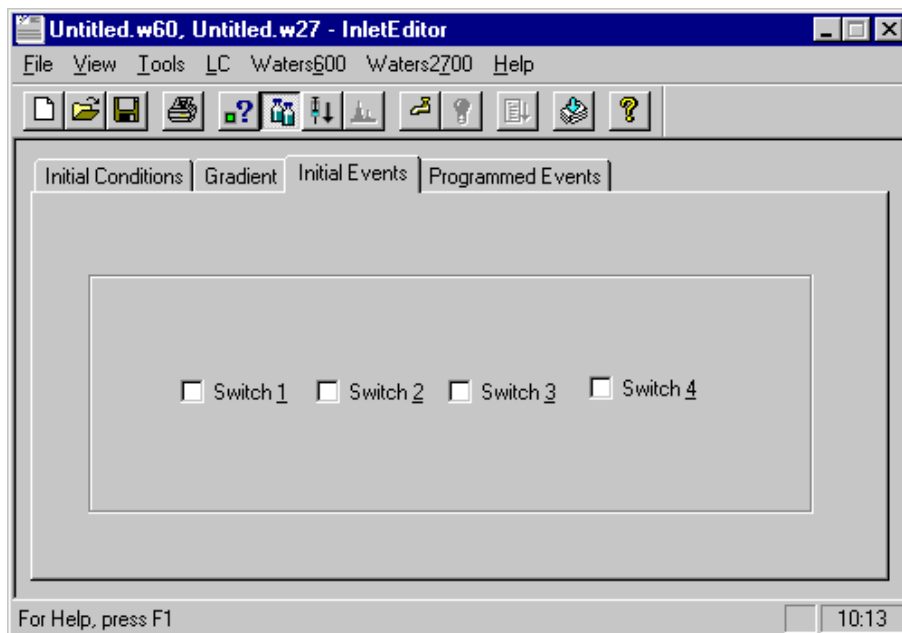 Untitled.w60, Untitled.w27 - InletEditor
File View Tools LC Waters600 Waters2700 Help
Initial Conditions Gradient Initial Events Programmed Events
Switch 1 Switch 2 Switch 3 Switch 4
For Help, press F1 10:13